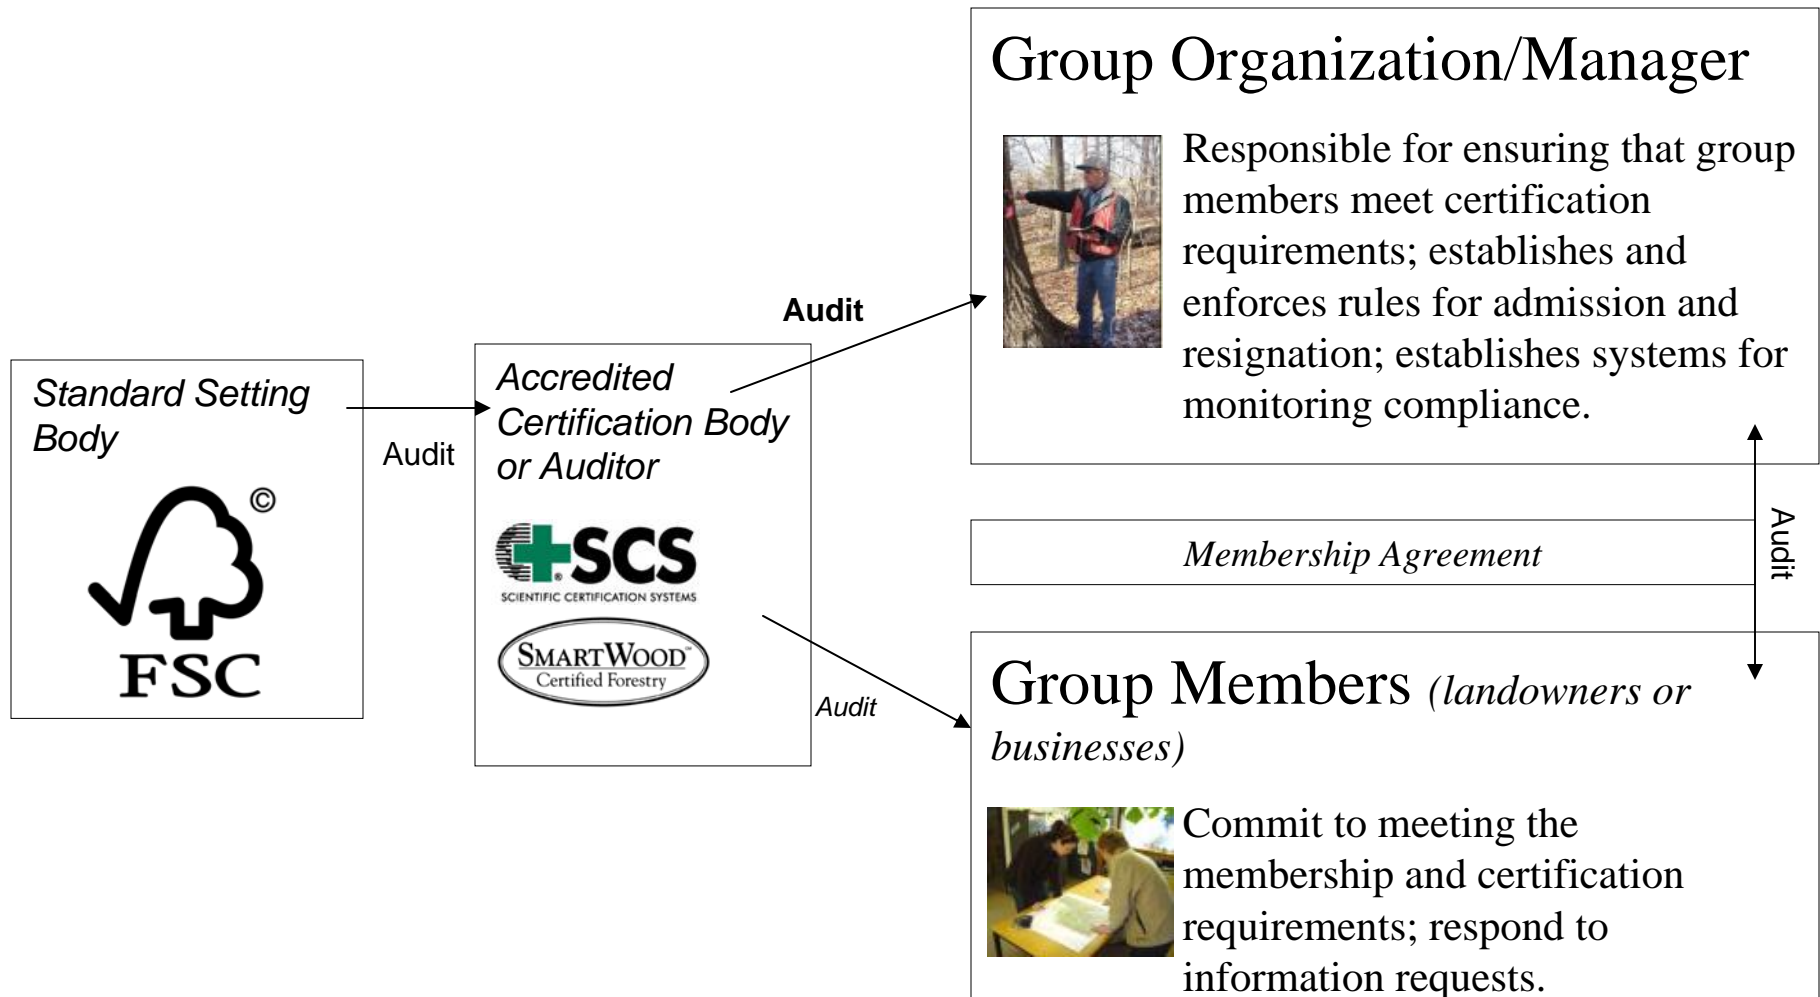 Group Organization/Manager
Responsible for ensuring that group
members meet certification
requirements; establishes and
enforces rules for admission and
resignation; establishes systems for
monitoring compliance.
Audit
Standard Setting
Body
©
FSC
Audit
Accredited
Certification Body
or Auditor
SCS
SCIENTIFIC CERTIFICATION SYSTEMS
SMARTWOOD
Certified Forestry
Audit
Membership Agreement
Audit
Group Members (landowners or
businesses)
Commit to meeting the
membership and certification
requirements; respond to
information requests.